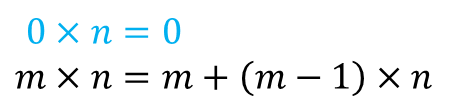 0 × n = 0
m × n = m + (m − 1) × n